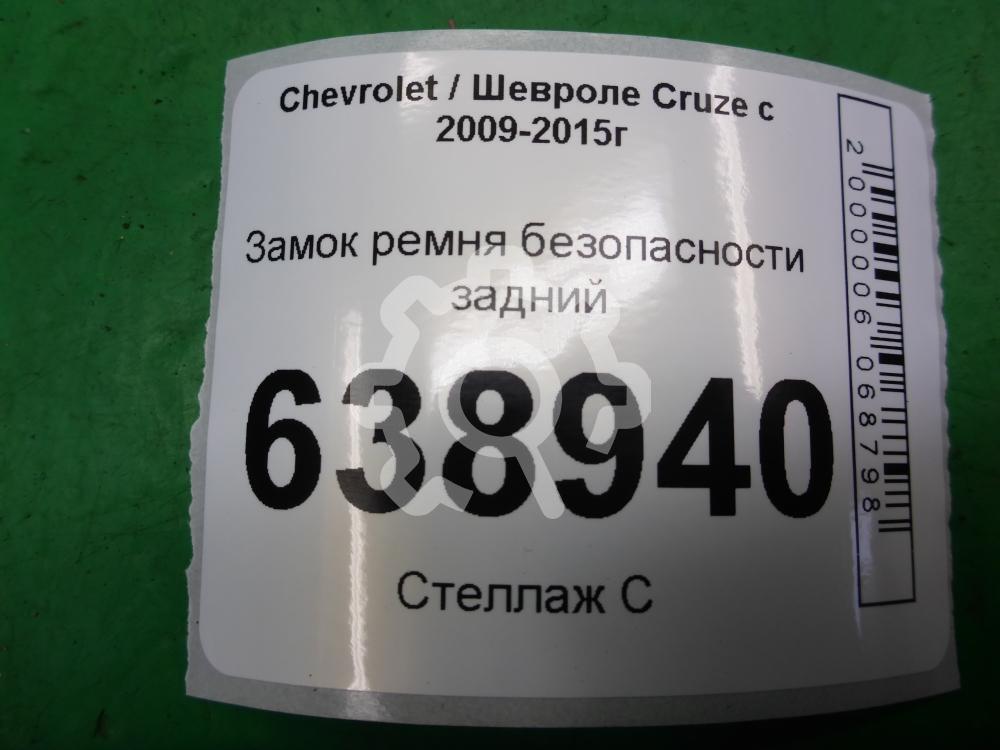 Chevrolet / Шевроле Cruze с
2009-2015г
Замок ремня безопасности
задний
638940
Стеллаж С
2000006068798